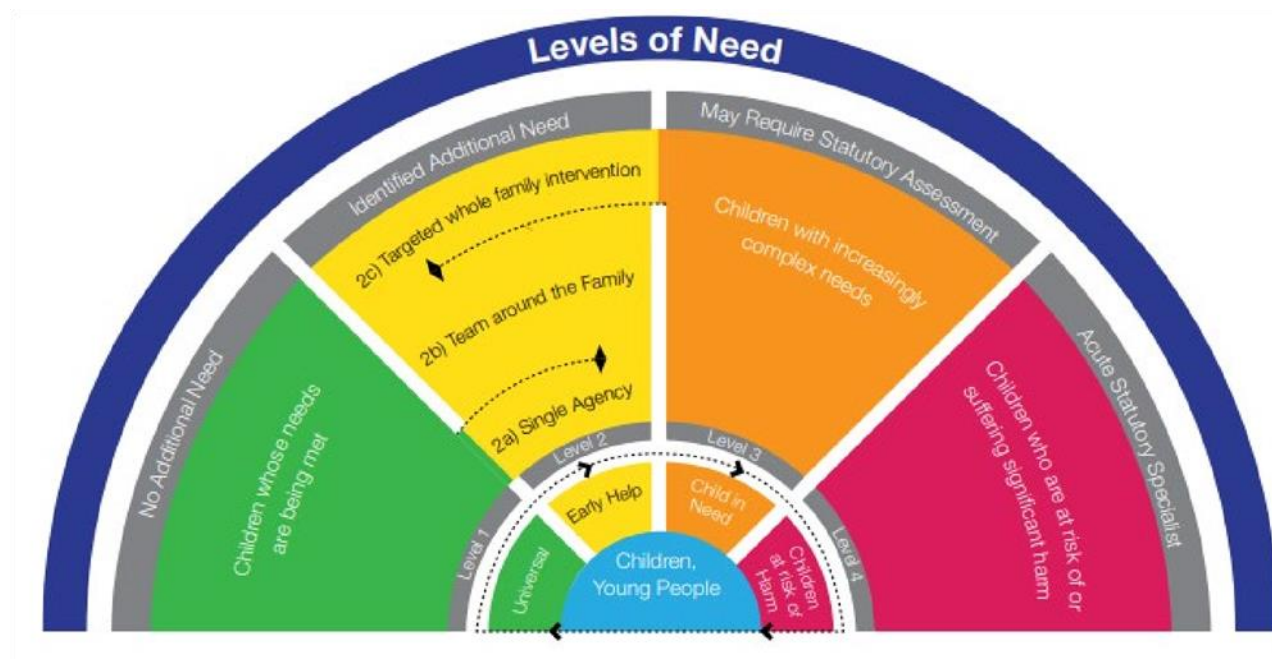 Levels of Need
No Additional Need
Identified Additional Need
May Require Statutory Assessment
Acute Statutory Specialist
Children whose needs
are being met
2c) Targeted whole family intervention
2b) Team around the Family
2a) Single Agency
Children with increasingly
complex needs
Children who are at risk of or
suffering significant harm
Level 1
Level 2
Level 3
Level 4
Universal
Early Help
Child in
Need
Children
at risk of
Harm
Children,
Young People